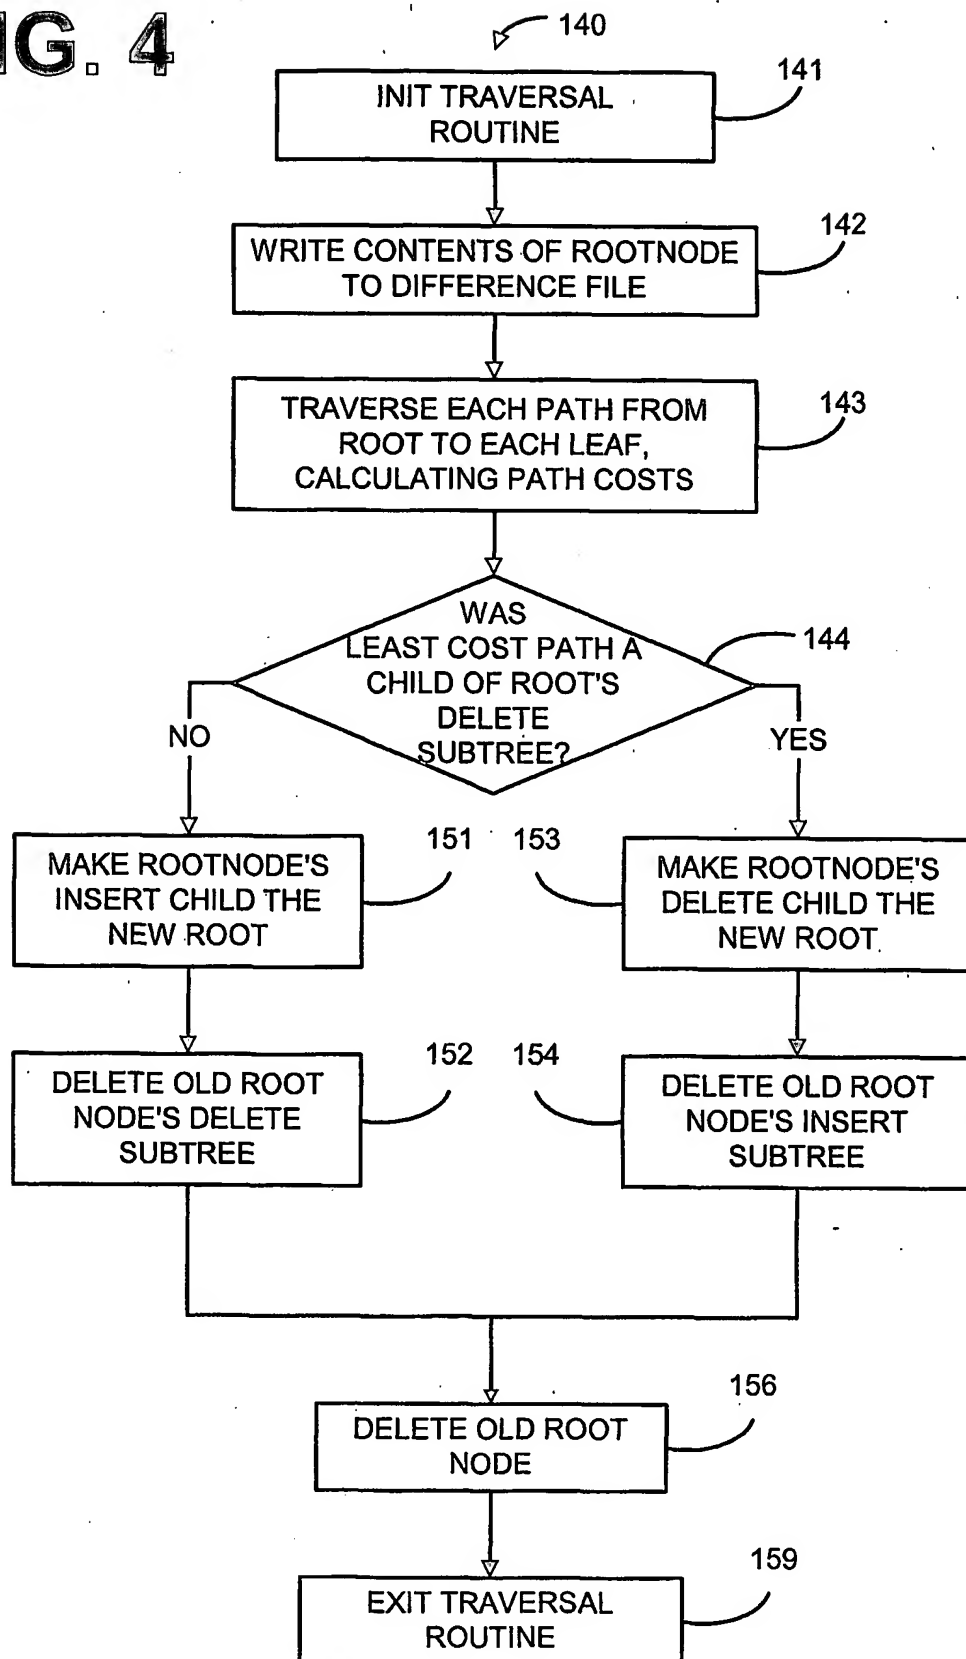 IG. 4
140
141
INIT TRAVERSAL
ROUTINE
142
WRITE CONTENTS OF ROOTNODE
TO DIFFERENCE FILE
143
TRAVERSE EACH PATH FROM
ROOT TO EACH LEAF,
CALCULATING PATH COSTS
144
WAS
LEAST COST PATH A
CHILD OF ROOT'S
DELETE
SUBTREE?
NO
YES
151
153
MAKE ROOTNODE'S
INSERT CHILD THE
NEW ROOT
MAKE ROOTNODE'S
DELETE CHILD THE
NEW ROOT
152
154
DELETE OLD ROOT
NODE'S DELETE
SUBTREE
DELETE OLD ROOT
NODE'S INSERT
SUBTREE
156
DELETE OLD ROOT
NODE
159
EXIT TRAVERSAL
ROUTINE